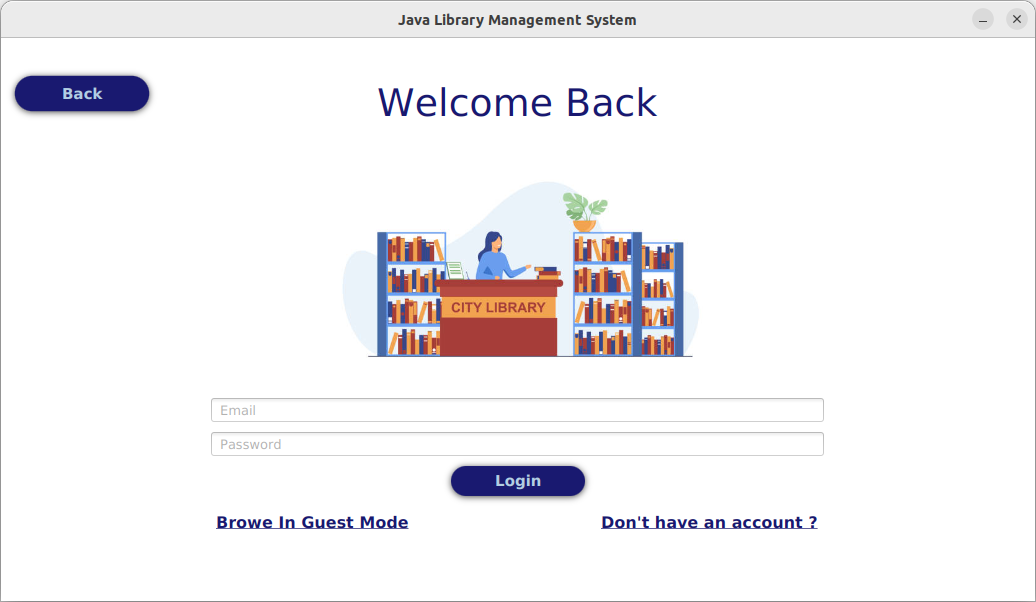 Java Library Management System
Back
Welcome Back
CITY LIBRARY
Email
Password
Login
Browe In Guest Mode
Don't have an account ?